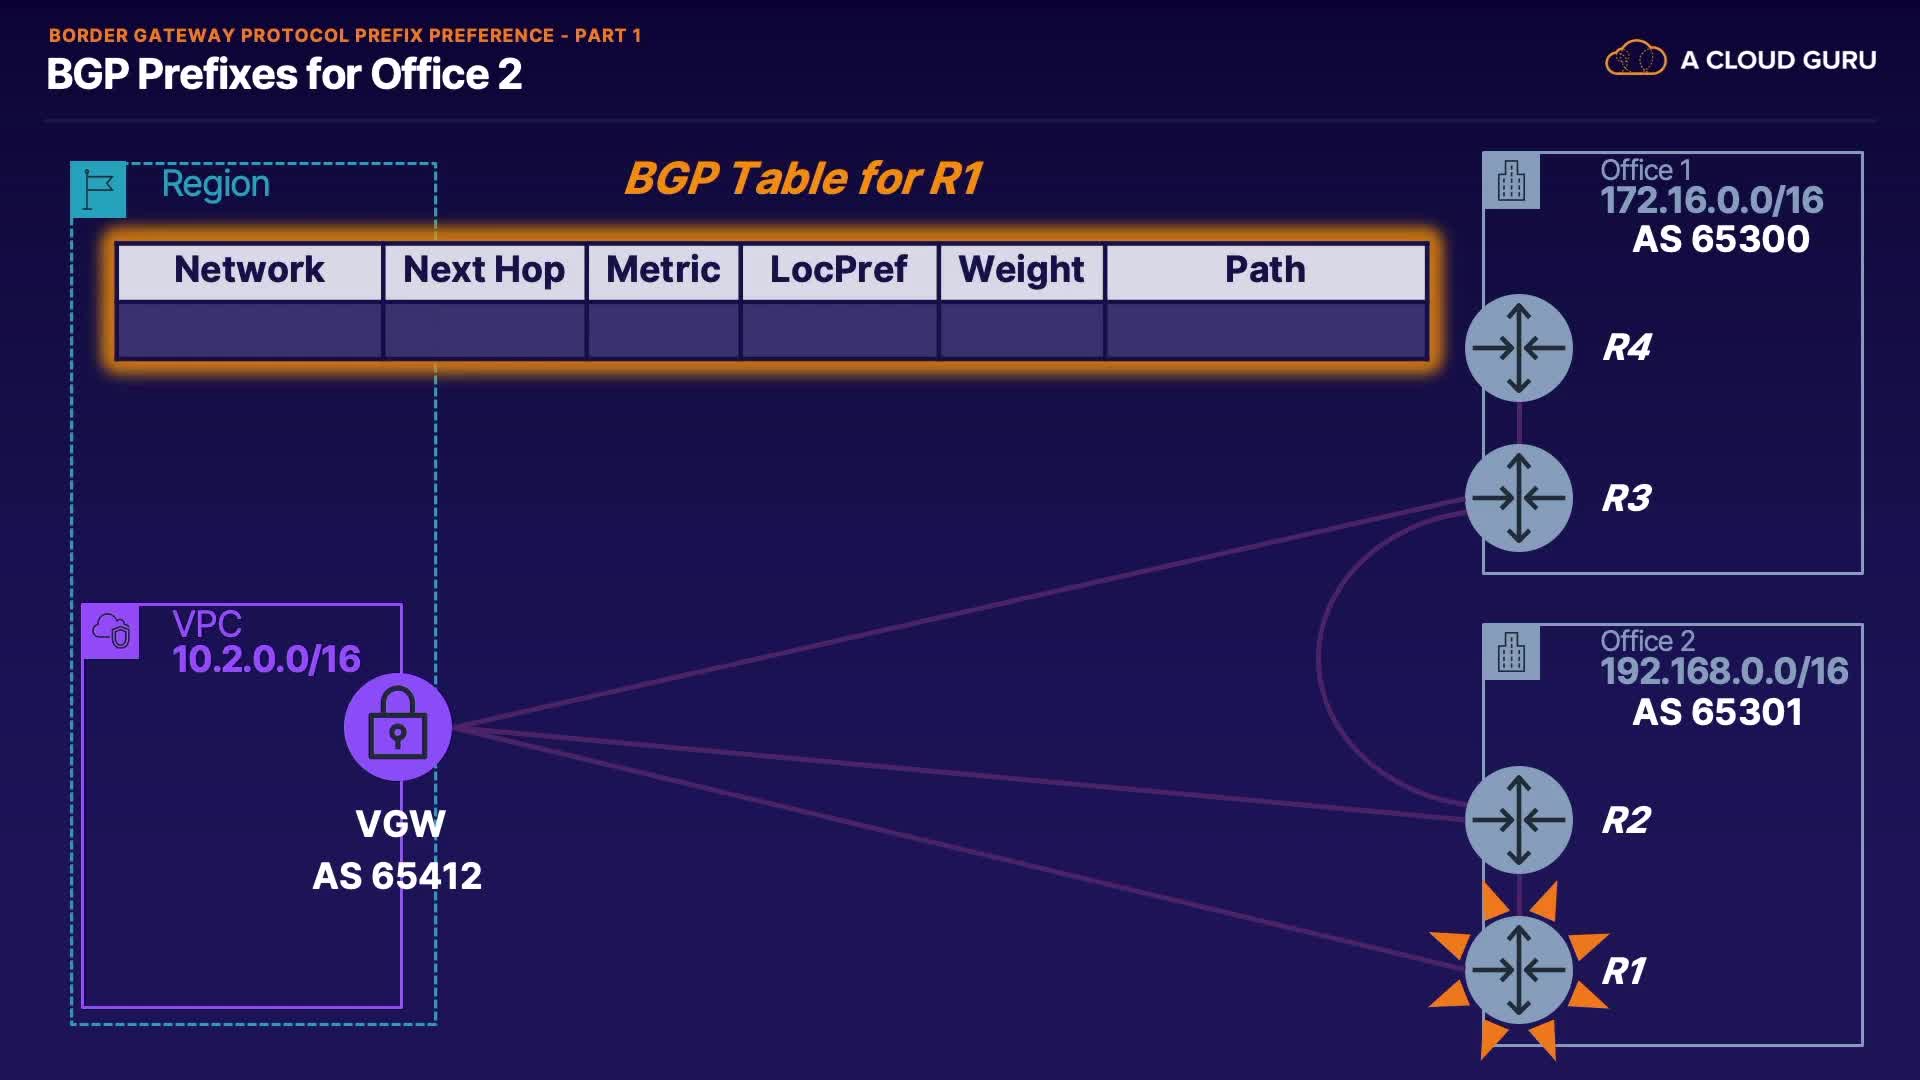 BORDER GATEWAY PROTOCOL PREFIX PREFERENCE - PART 1
BGP Prefixes for Office 2
A CLOUD GURU
Region
BGP Table for R1
Network Next Hop Metric LocPref Weight Path
Office 1
172.16.0.0/16
AS 65300
R4
R3
VPC
10.2.0.0/16
VGW
AS 65412
Office 2
192.168.0.0/16
AS 65301
R2
R1